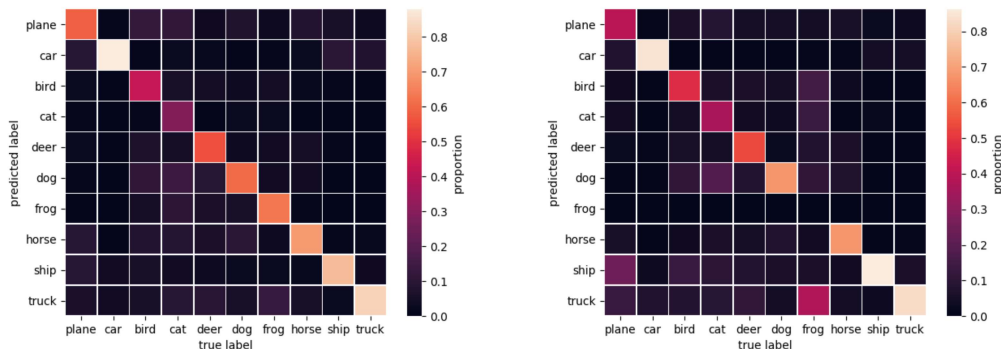 plane
car
bird
cat
deer
dog
frog
horse
ship
truck
predicted label
plane car bird cat deer dog frog horse ship truck
true label
0.8
0.7
0.6
0.5
0.4
0.3
0.2
0.1
0.0
proportion
plane
car
bird
cat
deer
dog
frog
horse
ship
truck
predicted label
plane car bird cat deer dog frog horse ship truck
true label
0.8
0.7
0.6
0.5
0.4
0.3
0.2
0.1
0.0
proportion